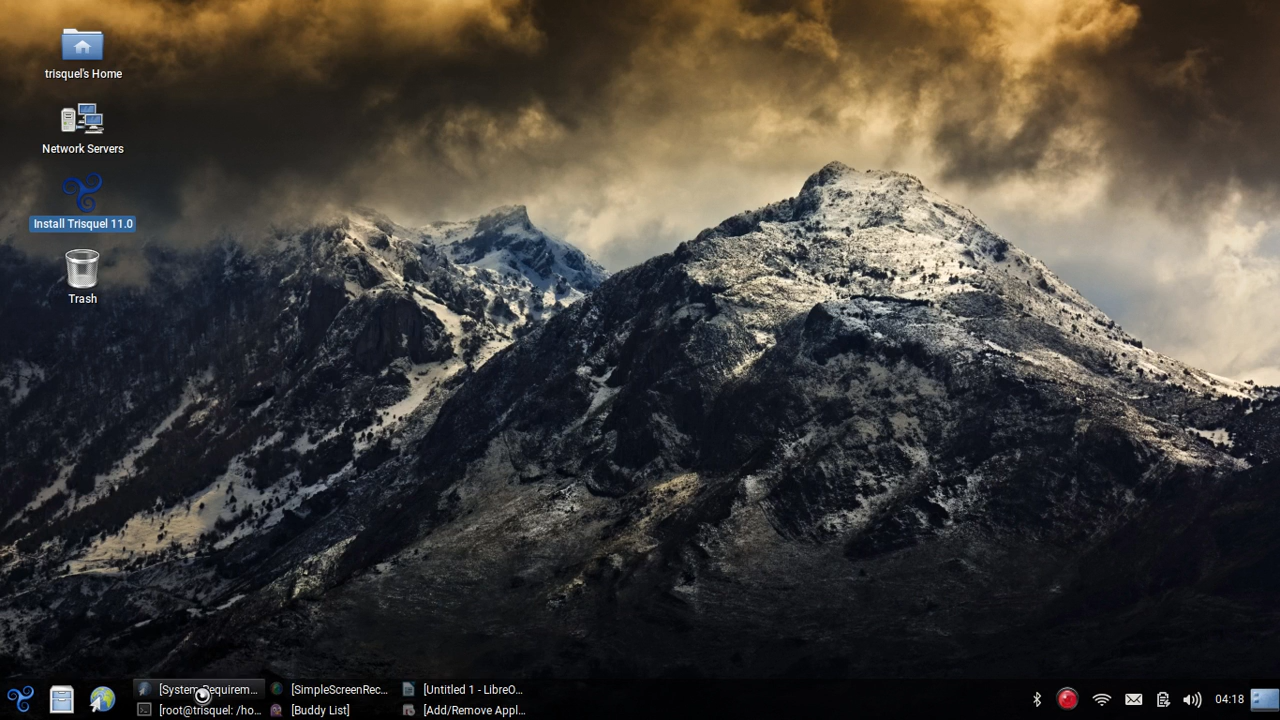 trisquel's Home
Network Servers
Install Trisquel 11.0
Trash
[System Requirem... [SimpleScreenRec... [Untitled 1 - LibreO...
[root@trisquel: /ho... [Buddy List] [Add/Remove Appl...
04:18